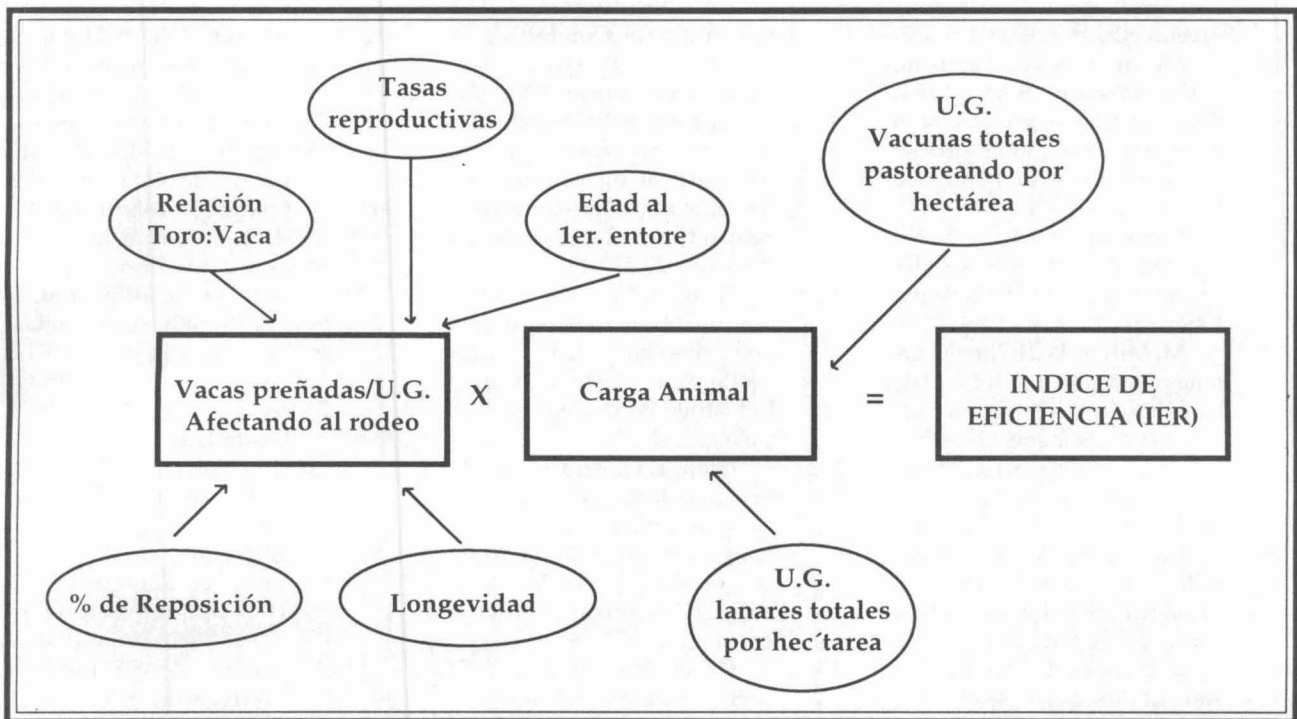 Tasas
reproductivas
U.G.
Vacunas totales
pastoreando por
hectárea
Relación
Toro:Vaca
Edad al
1er. entore
Vacas preñadas/U.G.
Afectando al rodeo
X
Carga Animal
=
INDICE DE
EFICIENCIA (IER)
% de Reposición
Longevidad
U.G.
lanares totales
por hec´tarea